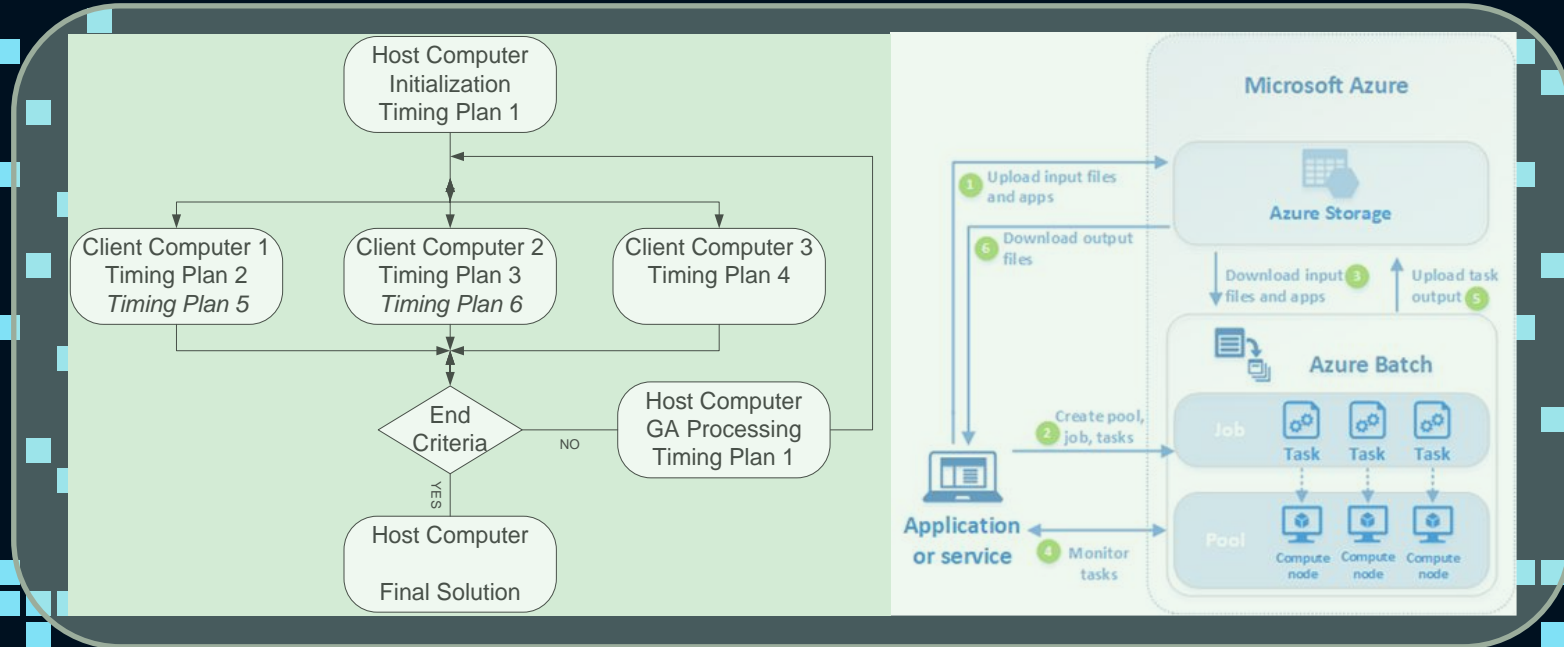 Host Computer
Initialization
Timing Plan 1
Client Computer 1
Timing Plan 2
Timing Plan 5
Client Computer 2
Timing Plan 3
Timing Plan 6
Client Computer 3
Timing Plan 4
End
Criteria
NO
Host Computer
GA Processing
Timing Plan 1
YES
Host Computer
Final Solution
Microsoft Azure
1 Upload input files
and apps
Azure Storage
6 Download output
files
Download input 3
files and apps
Upload task
output 5
Azure Batch
Create pool,
2 job, tasks
Job
Task
Task
Task
Application
or service
4 Monitor
tasks
Pool
Compute
node
Compute
node
Compute
node